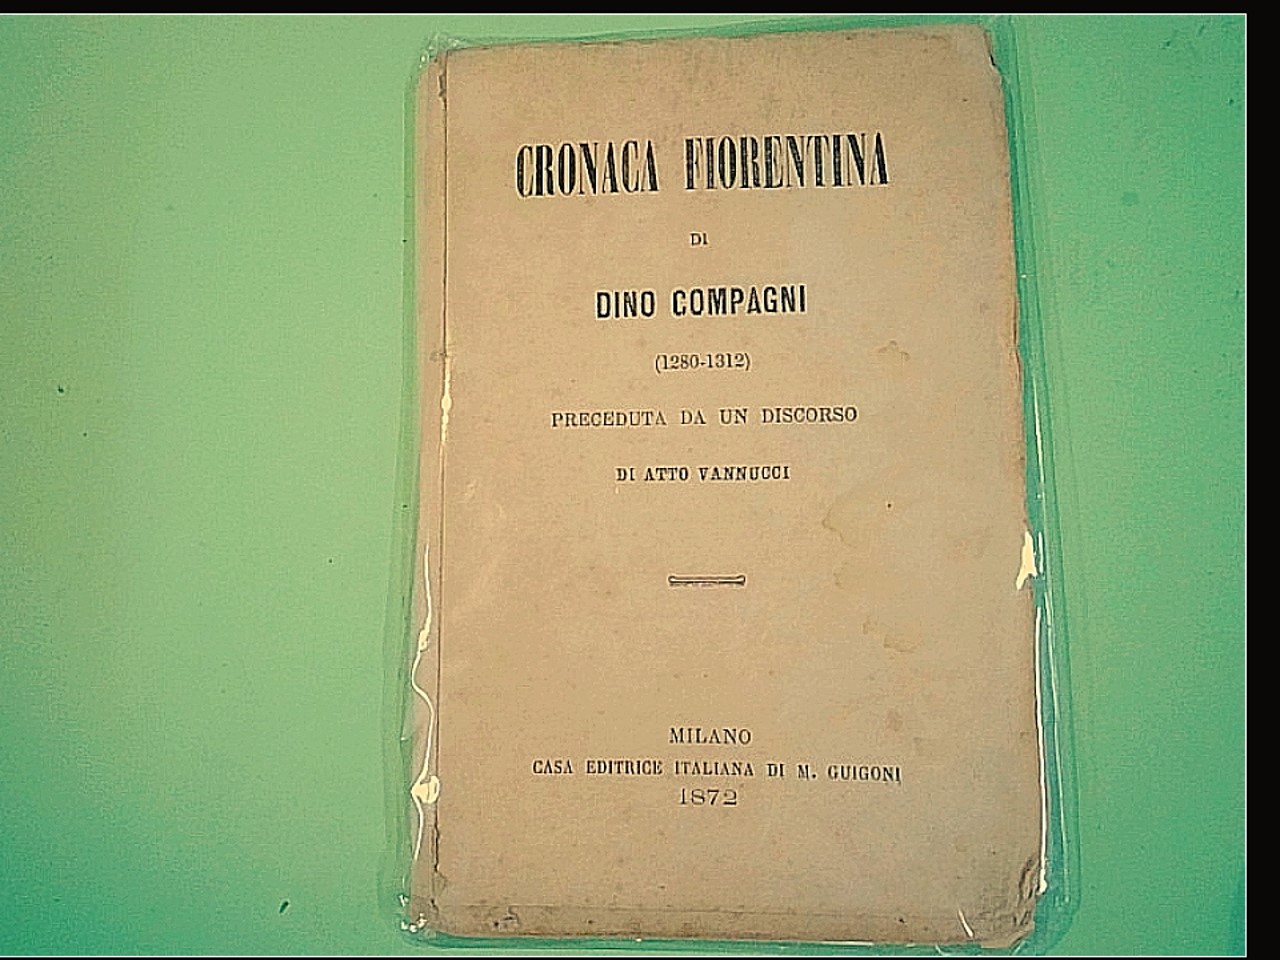 CRONACA FIORENTINA
DI
DINO COMPAGNI
(1280-1312)
PRECEDUTA DA UN DISCORSO
DI ATTO VANNUCCI
MILANO
CASA EDITRICE ITALIANA DI M. GUIGONI
1872